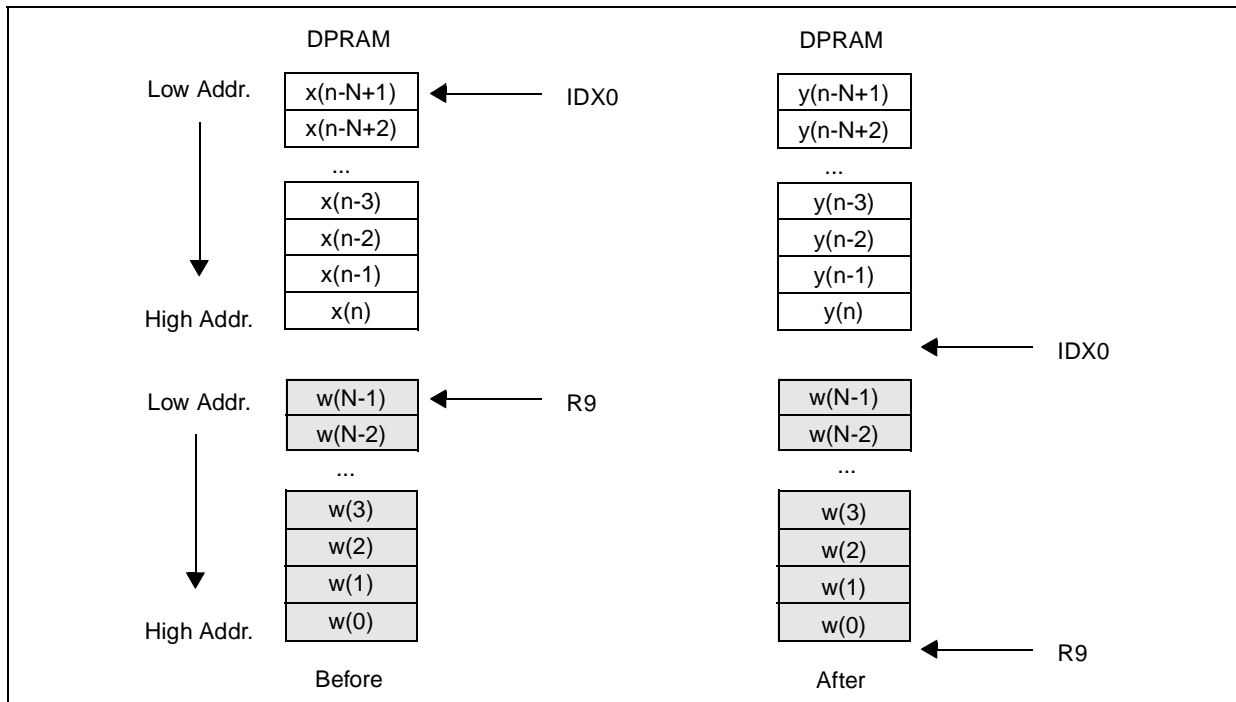 DPRAM
DPRAM
Low Addr.
x(n-N+1)
IDX0
y(n-N+1)
x(n-N+2)
y(n-N+2)
...
...
x(n-3)
y(n-3)
x(n-2)
y(n-2)
x(n-1)
y(n-1)
High Addr.
x(n)
y(n)
IDX0
Low Addr.
w(N-1)
R9
w(N-1)
w(N-2)
w(N-2)
...
...
w(3)
w(3)
w(2)
w(2)
w(1)
w(1)
High Addr.
w(0)
w(0)
R9
Before
After